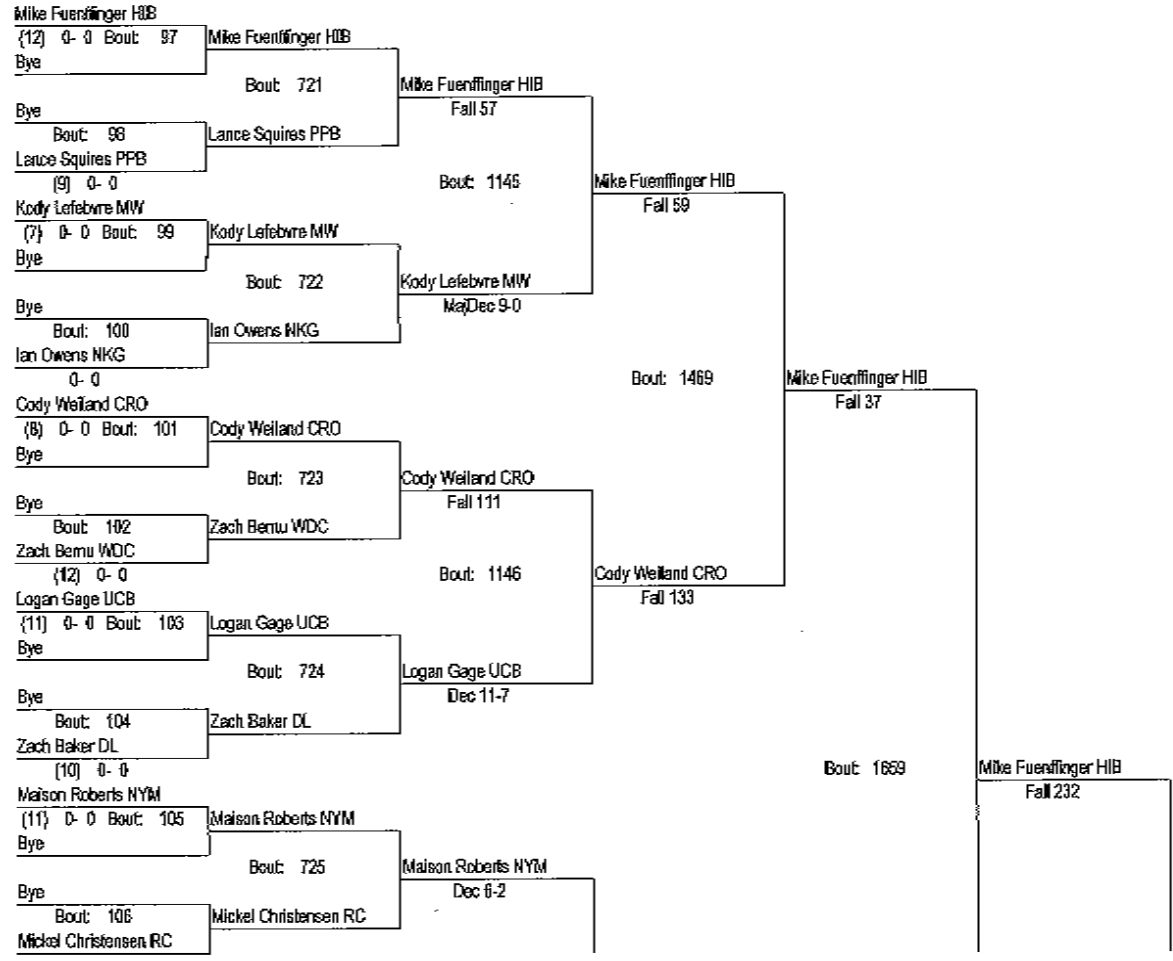 Mike Fuenffinger HIB
(12) 0- 0 Bout: 97
Bye
Bye
Bout: 98
Lance Squires PPB
(9) 0- 0
Kody Lefebvre MW
(7) 0- 0 Bout: 99
Bye
Bye
Bout: 100
Ian Owens NKG
0- 0
Cody Weiland CRO
(8) 0- 0 Bout: 101
Bye
Bye
Bout: 102
Zach Bemu WDC
(12) 0- 0
Logan Gage UCB
(11) 0- 0 Bout: 103
Bye
Bye
Bout: 104
Zach Baker DL
(10) 0- 0
Maison Roberts NYM
(11) 0- 0 Bout: 105
Bye
Bye
Bout: 106
Mickel Christensen RC
Mike Fuenffinger HIB
Bout: 721
Lance Squires PPB
Kody Lefebvre MW
Bout: 722
Ian Owens NKG
Cody Weiland CRO
Bout: 723
Zach Bemu WDC
Logan Gage UCB
Bout: 724
Zach Baker DL
Maison Roberts NYM
Bout: 725
Mickel Christensen RC
Mike Fuenffinger HIB
Fall 57
Bout: 1145
Kody Lefebvre MW
MajDec 9-0
Cody Weiland CRO
Fall 111
Bout: 1146
Logan Gage UCB
Dec 11-7
Maison Roberts NYM
Dec 6-2
Mike Fuenffinger HIB
Fall 59
Bout: 1469
Cody Weiland CRO
Fall 133
Mike Fuenffinger HIB
Fall 37
Bout: 1659
Mike Fuenffinger HIB
Fall 232